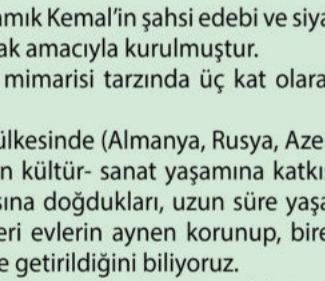 amık Kemal'in şahsi edebi ve siya
ak amacıyla kurulmuştur.
mimarisi tarzında üç kat olara
ülkesinde (Almanya, Rusya, Aze
n kültür- sanat yaşamına katkı
sına doğdukları, uzun süre yaşa
eri evlerin aynen korunup, bire
e getirildiğini biliyoruz.